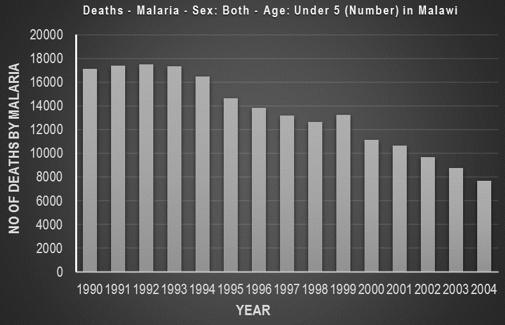 Deaths - Malaria - Sex: Both - Age: Under 5 (Number) in Malawi
NO OF DEATHS BY MALARIA
20000
18000
16000
14000
12000
10000
8000
6000
4000
2000
0
1990 1991 1992 1993 1994 1995 1996 1997 1998 1999 2000 2001 2002 2003 2004
YEAR